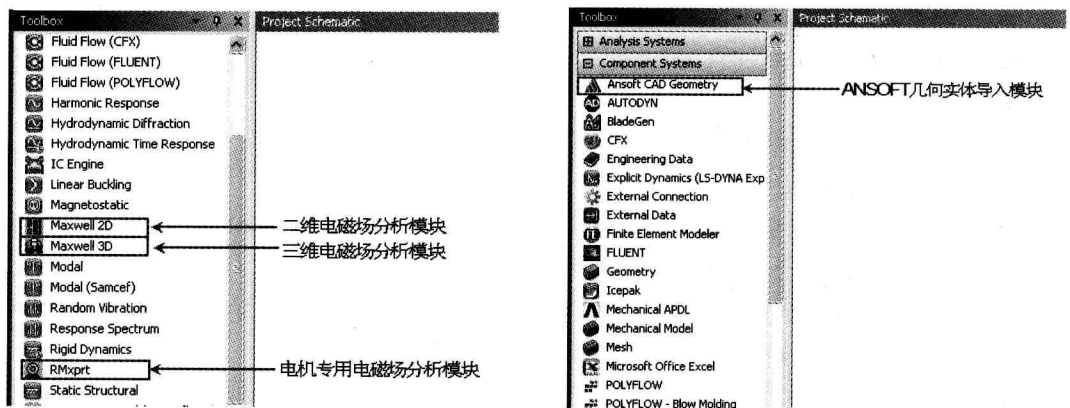 Toolbox
Project Schematic
Fluid Flow (CFX)
Fluid Flow (FLUENT)
Fluid Flow (POLYFLOW)
Harmonic Response
Hydrodynamic Diffraction
Hydrodynamic Time Response
IC Engine
Linear Buckling
Magnetostatic
Maxwell 2D
二维电磁场分析模块
Maxwell 3D
三维电磁场分析模块
Modal
Modal (Samcef)
Random Vibration
Response Spectrum
Rigid Dynamics
RMxprt
电机专用电磁场分析模块
Static Structural
Toolbox
Project Schematic
Analysis Systems
Component Systems
Ansoft CAD Geometry
ANSOFT几何实体导入模块
AUTODYN
BladeGen
CFX
Engineering Data
Explicit Dynamics (LS-DYNA Exp
External Connection
External Data
Finite Element Modeler
FLUENT
Geometry
Icepak
Mechanical APDL
Mechanical Model
Mesh
Microsoft Office Excel
POLYFLOW
POLYFLOW - Blow Molding